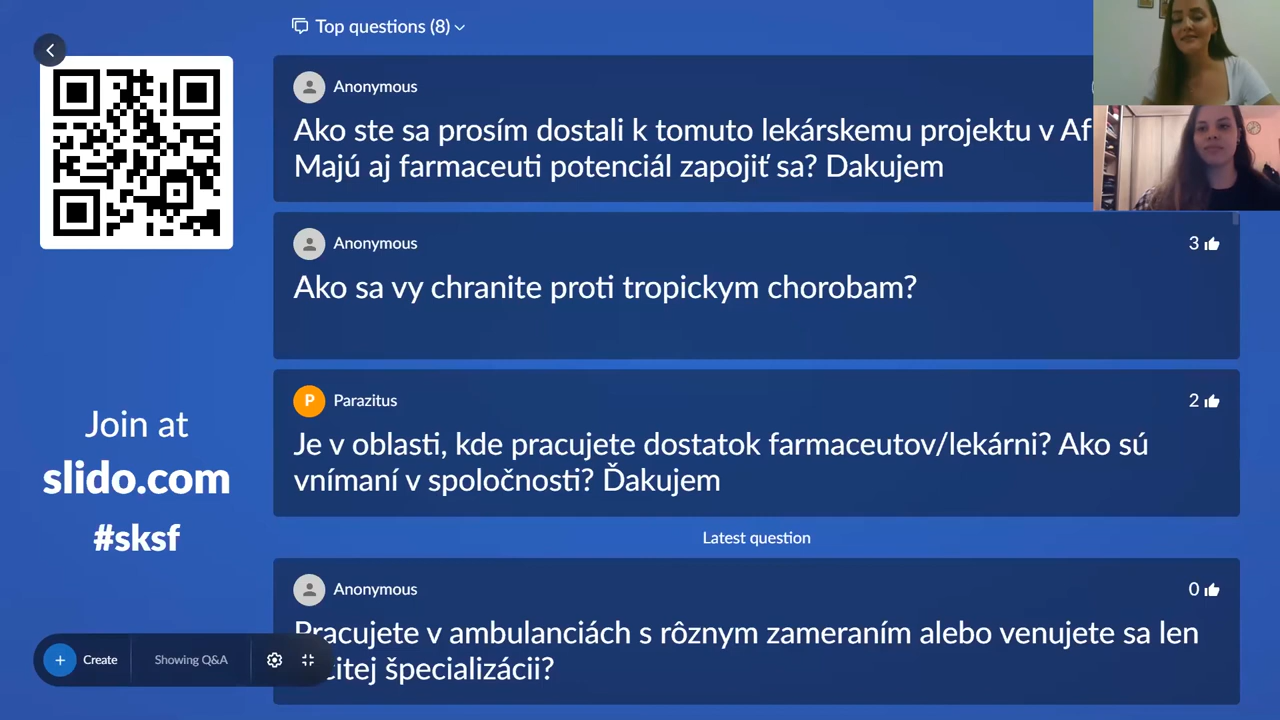 Top questions (8)
Anonymous
Ako ste sa prosím dostali k tomuto lekárskemu projektu v Af
Majú aj farmaceuti potenciál zapojiť sa? Dakujem
Anonymous
3
Ako sa vy chranite proti tropickym chorobam?
P
Parazitus
2
Je v oblasti, kde pracujete dostatok farmaceutov/lekární? Ako sú
vnímaní v spoločnosti? Ďakujem
Latest question
Anonymous
0
Pracujete v ambulanciách s rôznym zameraním alebo venujete sa len
citej špecializácii?
Join at
slido.com
#sksf
Create
Showing Q&A